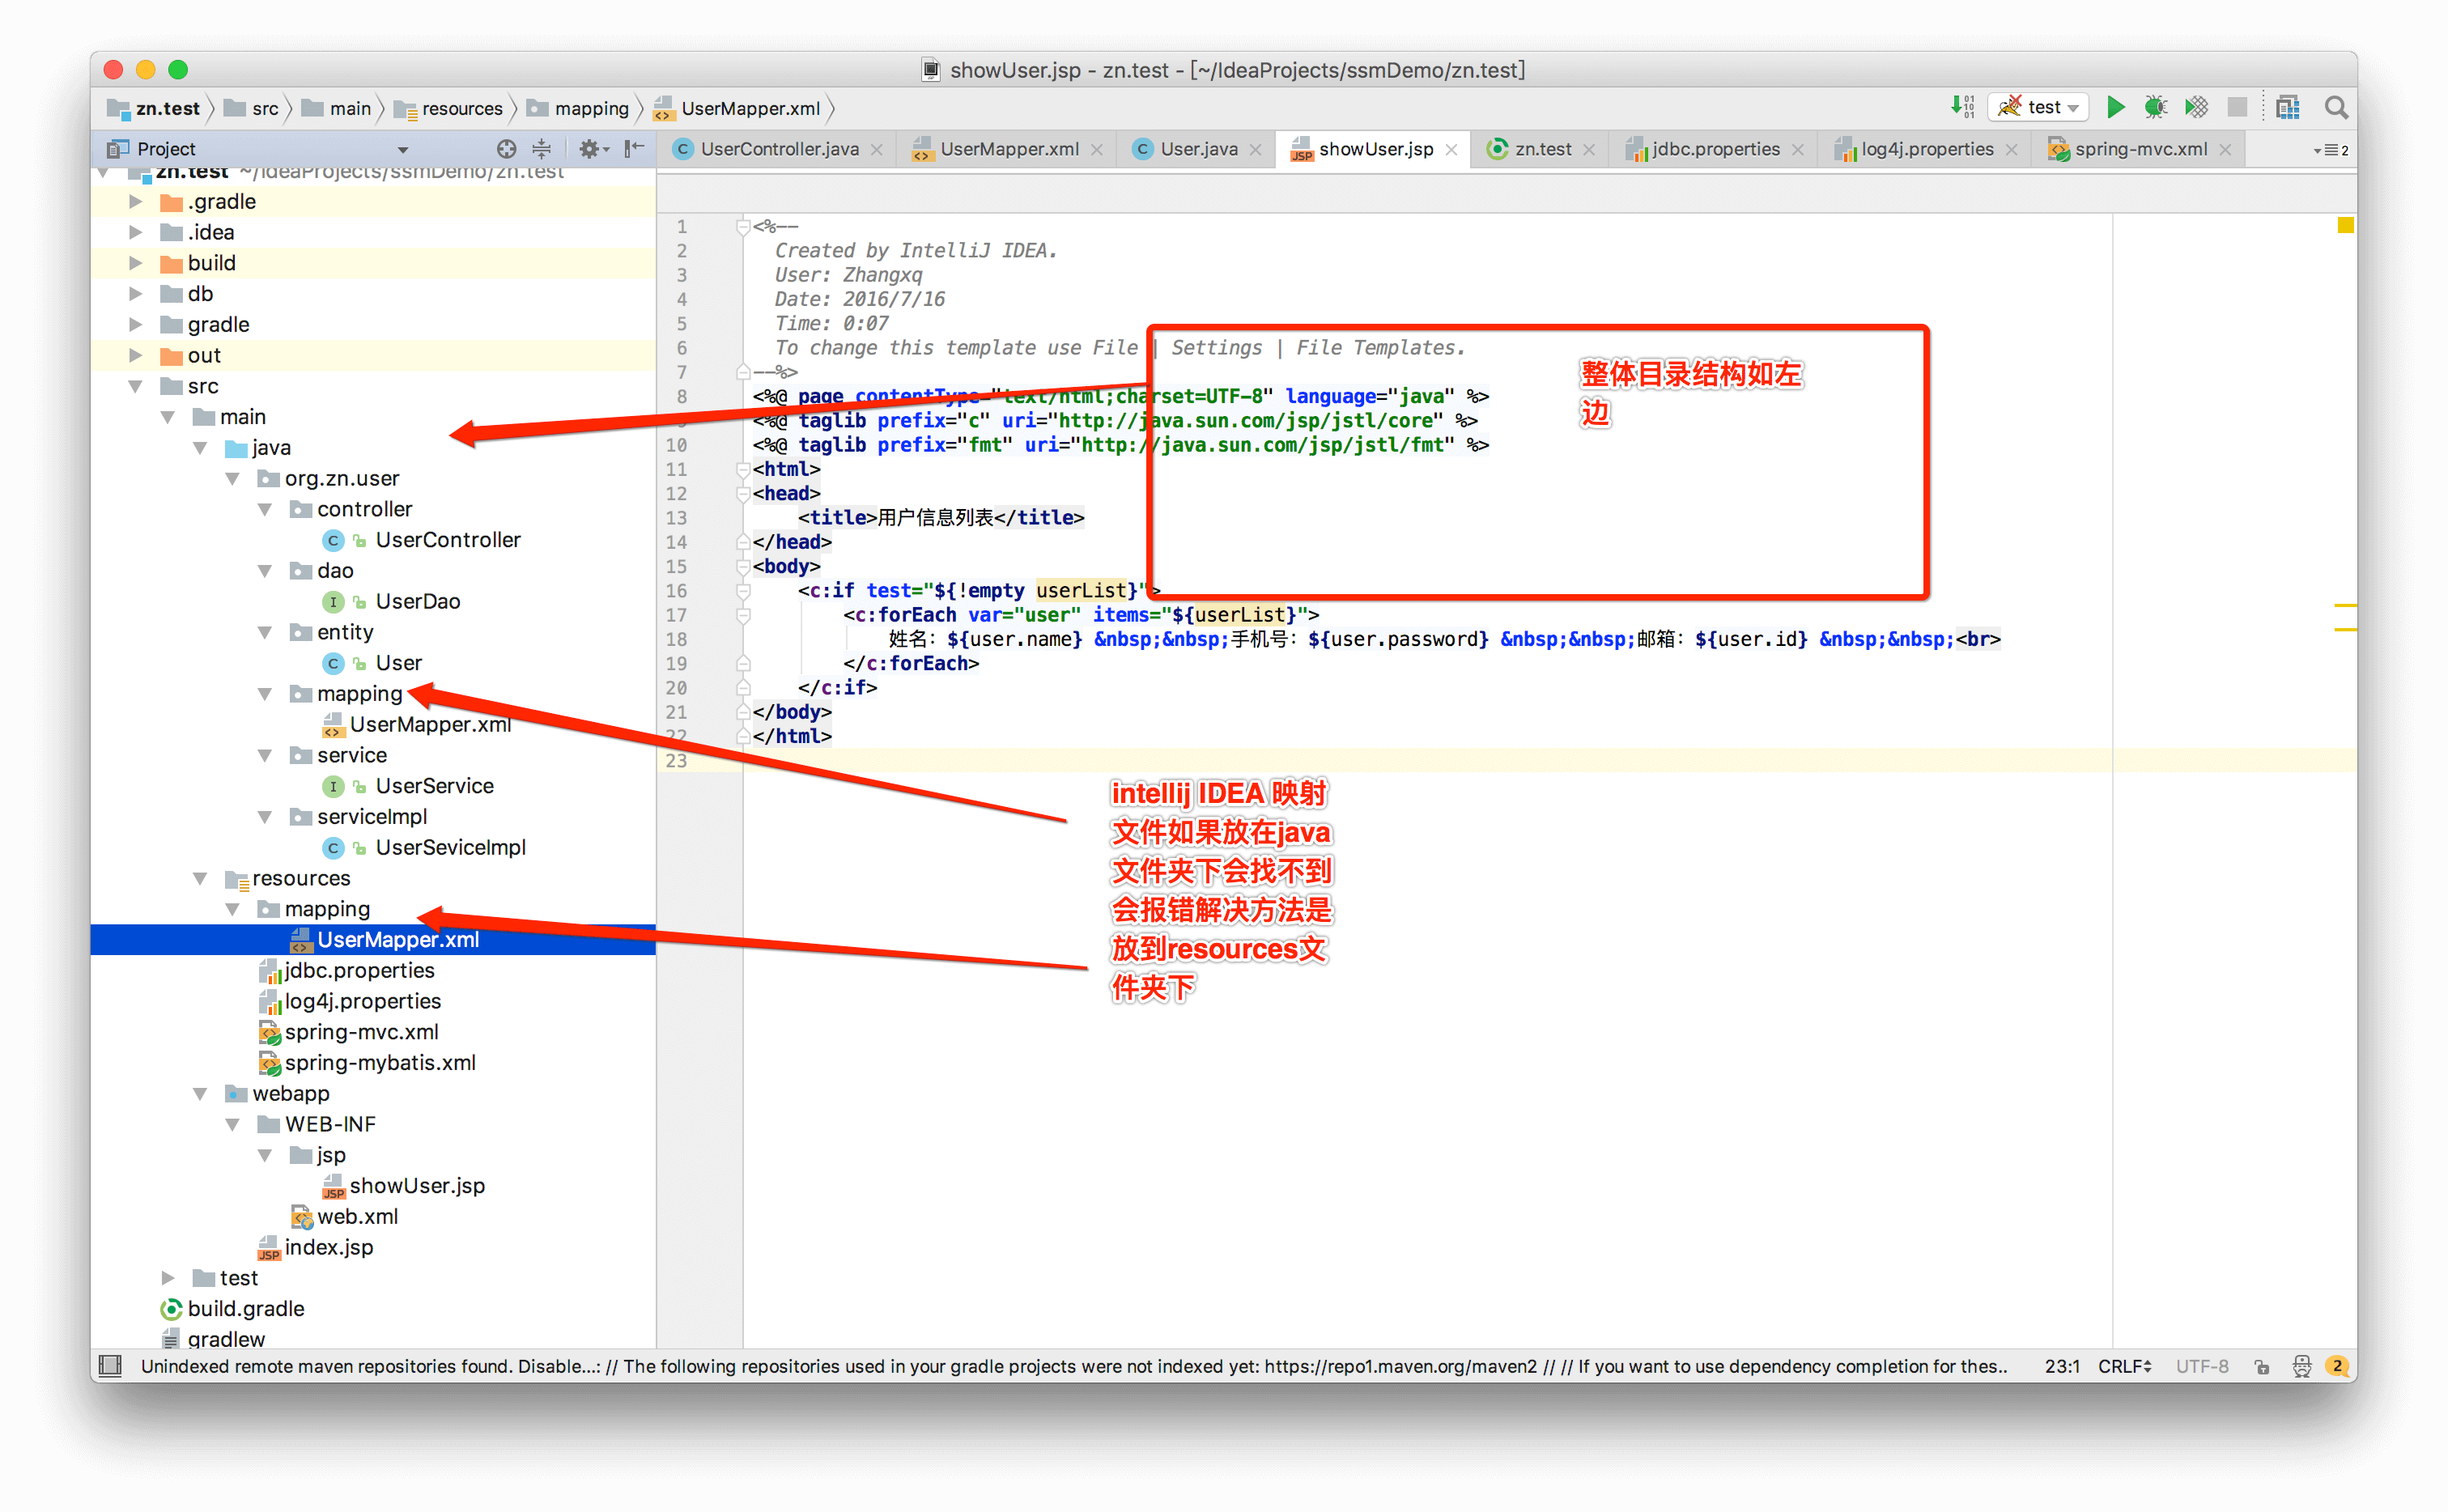 showUser.jsp - zn.test - [~/IdeaProjects/ssmDemo/zn.test]
zn.test src main resources mapping UserMapper.xml
test
Project
UserController.java UserMapper.xml User.java showUser.jsp zn.test jdbc.properties log4j.properties spring-mvc.xml 2
zn.test ~/IdeaProjects/ssmDemo/zn.test
.gradle
.idea
build
db
gradle
out
src
main
java
org.zn.user
controller
UserController
dao
UserDao
entity
User
mapping
UserMapper.xml
service
UserService
serviceImpl
UserSeviceImpl
resources
mapping
UserMapper.xml
jdbc.properties
log4j.properties
spring-mvc.xml
spring-mybatis.xml
webapp
WEB-INF
jsp
showUser.jsp
web.xml
index.jsp
test
build.gradle
gradlew
1 <%--
2 Created by IntelliJ IDEA.
3 User: Zhangxq
4 Date: 2016/7/16
5 Time: 0:07
6 To change this template use File | Settings | File Templates.
7 --%>
8 <%@ page contentType="text/html;charset=UTF-8" language="java" %>
9 <%@ taglib prefix="c" uri="http://java.sun.com/jsp/jstl/core" %>
10 <%@ taglib prefix="fmt" uri="http://java.sun.com/jsp/jstl/fmt" %>
11 <html>
12 <head>
13 <title>用户信息列表</title>
14 </head>
15 <body>
16 <c:if test="${!empty userList}">
17 <c:forEach var="user" items="${userList}">
18 姓名：${user.name} &nbsp;&nbsp;手机号：${user.password} &nbsp;&nbsp;邮箱：${user.id} &nbsp;&nbsp;<br>
19 </c:forEach>
20 </c:if>
21 </body>
22 </html>
23
整体目录结构如左
边
intellij IDEA 映射
文件如果放在java
文件夹下会找不到
会报错解决方法是
放到resources文
件夹下
Unindexed remote maven repositories found. Disable...: // The following repositories used in your gradle projects were not indexed yet: https://repo1.maven.org/maven2 // // If you want to use dependency completion for thes.. 23:1 CRLF UTF-8 2